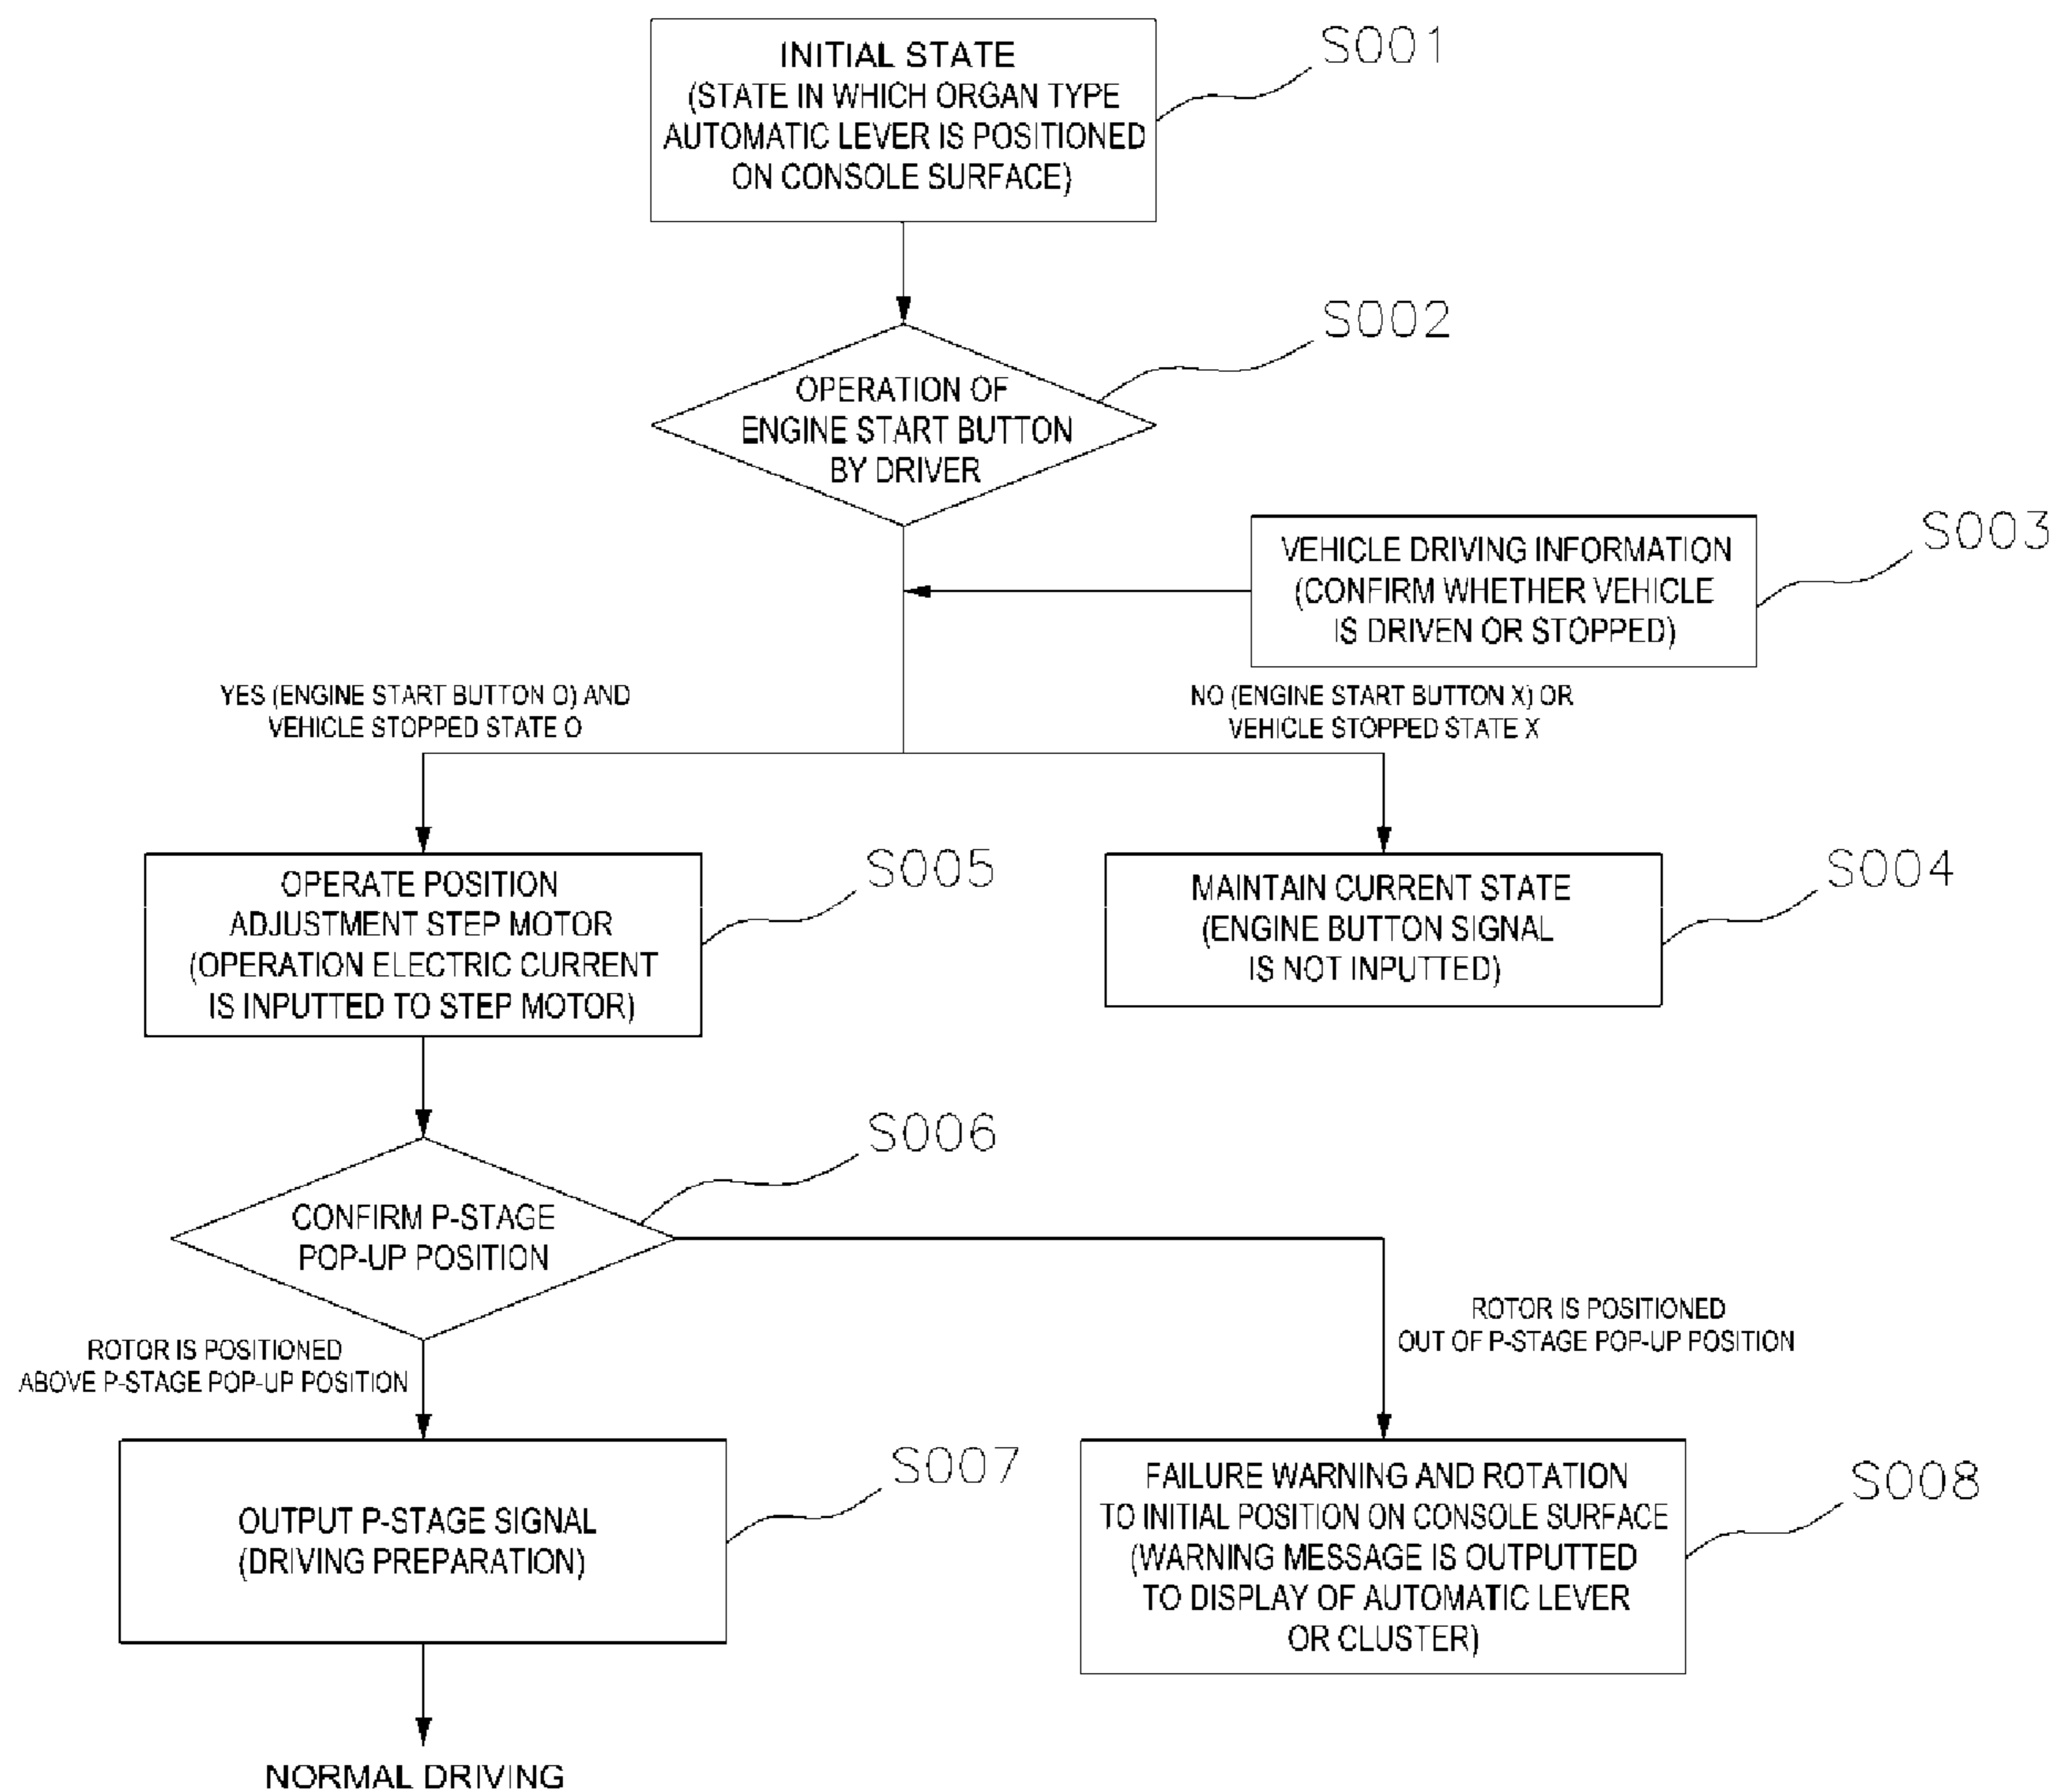 INITIAL STATE
(STATE IN WHICH ORGAN TYPE
AUTOMATIC LEVER IS POSITIONED
ON CONSOLE SURFACE)
S001
OPERATION OF
ENGINE START BUTTON
BY DRIVER
S002
VEHICLE DRIVING INFORMATION
(CONFIRM WHETHER VEHICLE
IS DRIVEN OR STOPPED)
S003
YES (ENGINE START BUTTON O) AND
VEHICLE STOPPED STATE O
NO (ENGINE START BUTTON X) OR
VEHICLE STOPPED STATE X
OPERATE POSITION
ADJUSTMENT STEP MOTOR
(OPERATION ELECTRIC CURRENT
IS INPUTTED TO STEP MOTOR)
S005
MAINTAIN CURRENT STATE
(ENGINE BUTTON SIGNAL
IS NOT INPUTTED)
S004
CONFIRM P-STAGE
POP-UP POSITION
S006
ROTOR IS POSITIONED
ABOVE P-STAGE POP-UP POSITION
ROTOR IS POSITIONED
OUT OF P-STAGE POP-UP POSITION
OUTPUT P-STAGE SIGNAL
(DRIVING PREPARATION)
S007
FAILURE WARNING AND ROTATION
TO INITIAL POSITION ON CONSOLE SURFACE
(WARNING MESSAGE IS OUTPUTTED
TO DISPLAY OF AUTOMATIC LEVER
OR CLUSTER)
S008
NORMAL DRIVING